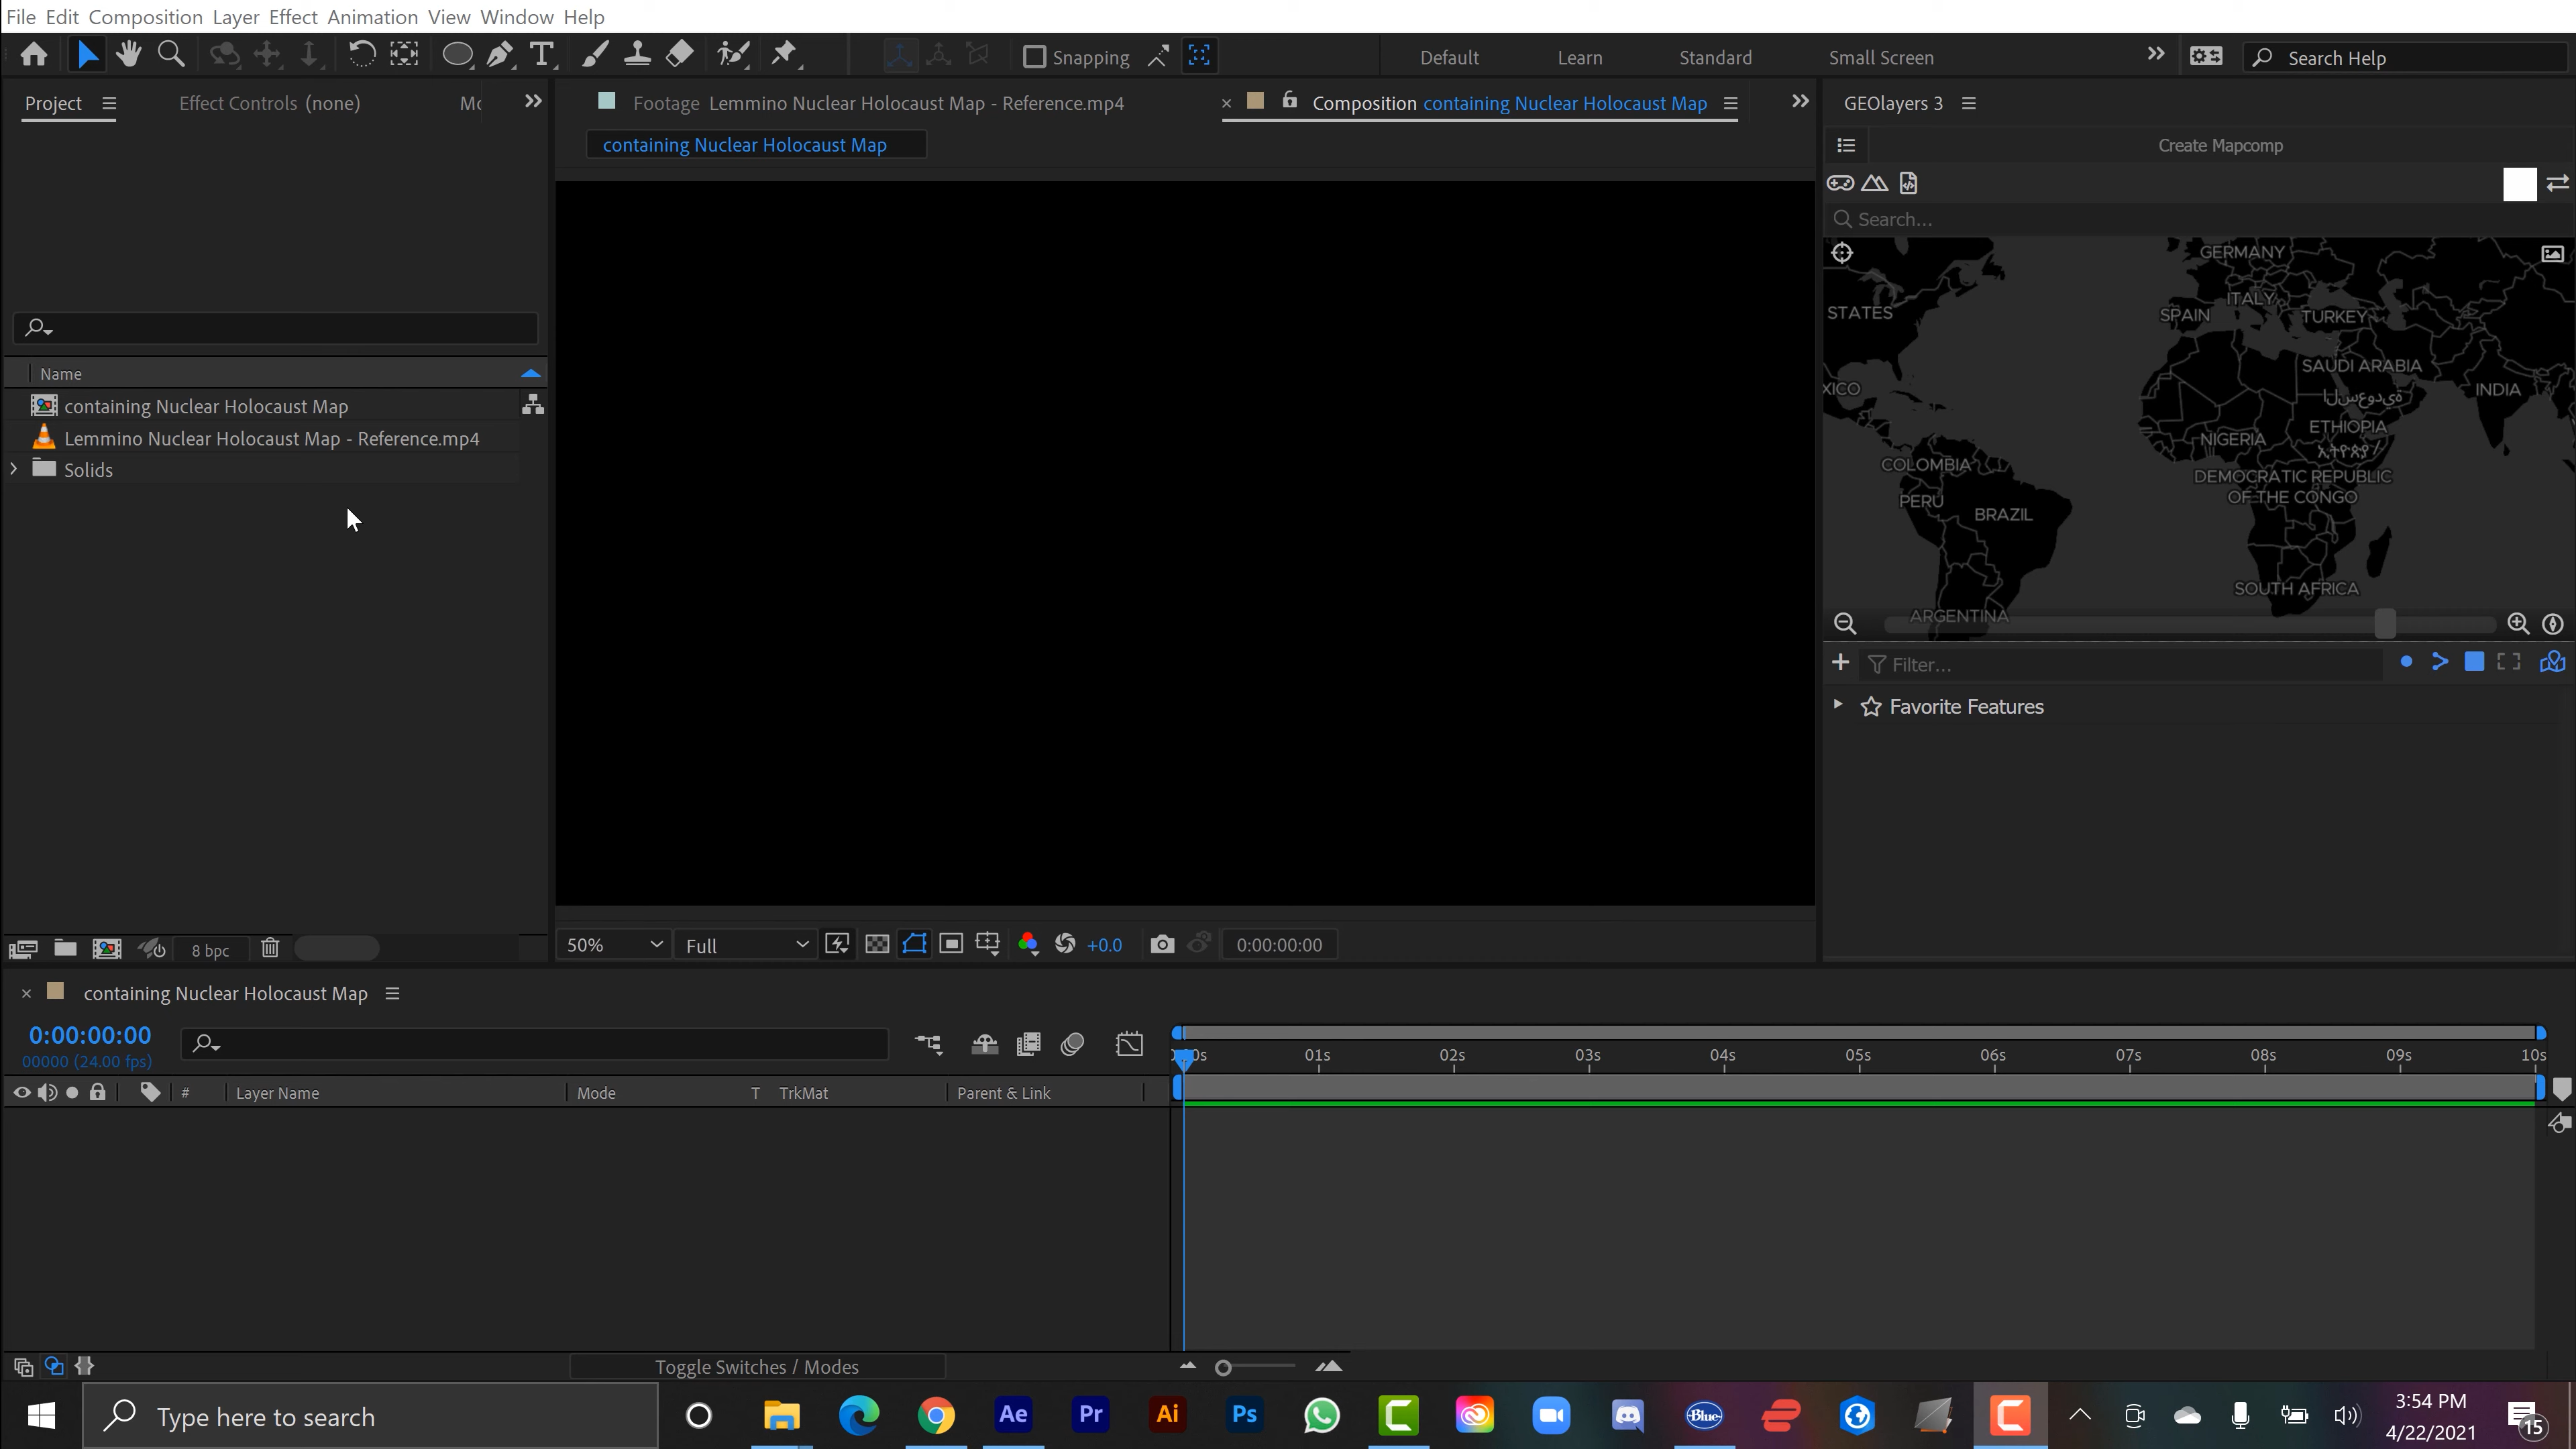 File Edit Composition Layer Effect Animation View Window Help
Snapping
Default Learn Standard Small Screen
Search Help
Project
Effect Controls (none)
Footage Lemmino Nuclear Holocaust Map - Reference.mp4
Composition containing Nuclear Holocaust Map
GEOlayers 3
containing Nuclear Holocaust Map
Create Mapcomp
Search...
GERMANY
ITALY
STATES
SPAIN
TURKEY
SAUDI ARABIA
السعودية
INDIA
XICO
ETHIOPIA
NIGERIA
COLOMBIA
DEMOCRATIC REPUBLIC
OF THE CONGO
PERU
BRAZIL
SOUTH AFRICA
ARGENTINA
Name
containing Nuclear Holocaust Map
Lemmino Nuclear Holocaust Map - Reference.mp4
Solids
Filter...
Favorite Features
8 bpc
50%
Full
+0.0
0:00:00:00
containing Nuclear Holocaust Map
0:00:00:00
00000 (24.00 fps)
01s 02s 03s 04s 05s 06s 07s 08s 09s 10s
# Layer Name Mode T TrkMat Parent & Link
Toggle Switches / Modes
Type here to search
Ae Pr Ai Ps
Blue
3:54 PM
4/22/2021
15